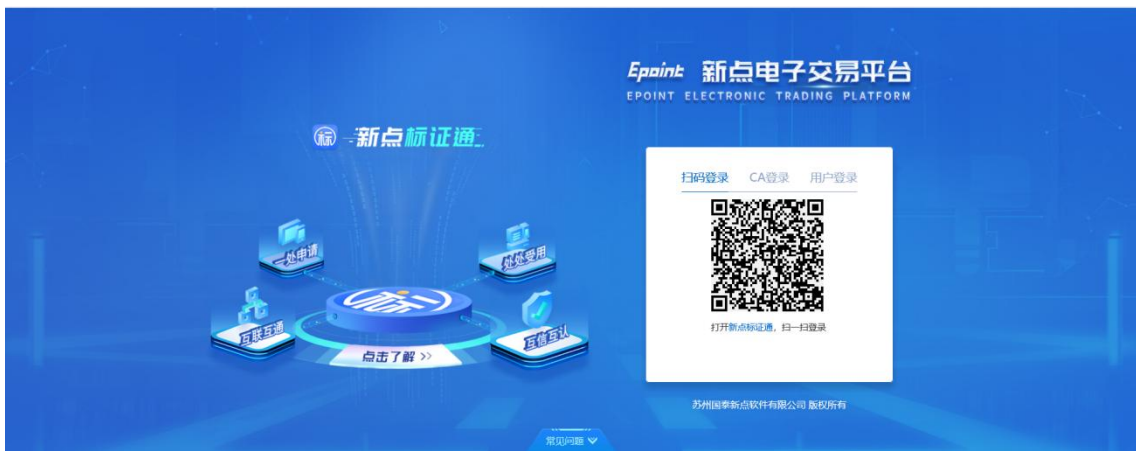 Epoint 新点电子交易平台
EPOINT ELECTRONIC TRADING PLATFORM
标 新点标证通
扫码登录 CA登录 用户登录
一处申请
处处受用
标
互联互通
互信互认
打开新点标证通，扫一扫登录
点击了解 >>
苏州国泰新点软件有限公司 版权所有
常见问题